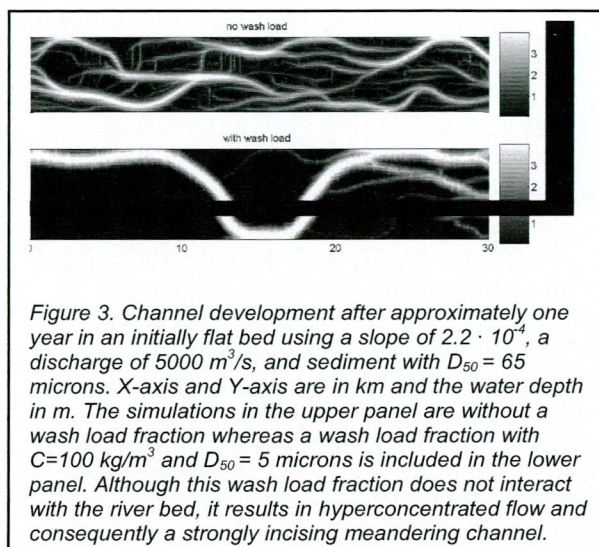 no wash load
3
2
1
with wash load
3
2
1
0
10
20
30
Figure 3. Channel development after approximately one
year in an initially flat bed using a slope of 2.2 · 10⁻⁴, a
discharge of 5000 m³/s, and sediment with D₅₀ = 65
microns. X-axis and Y-axis are in km and the water depth
in m. The simulations in the upper panel are without a
wash load fraction whereas a wash load fraction with
C=100 kg/m³ and D₅₀ = 5 microns is included in the lower
panel. Although this wash load fraction does not interact
with the river bed, it results in hyperconcentrated flow and
consequently a strongly incising meandering channel.